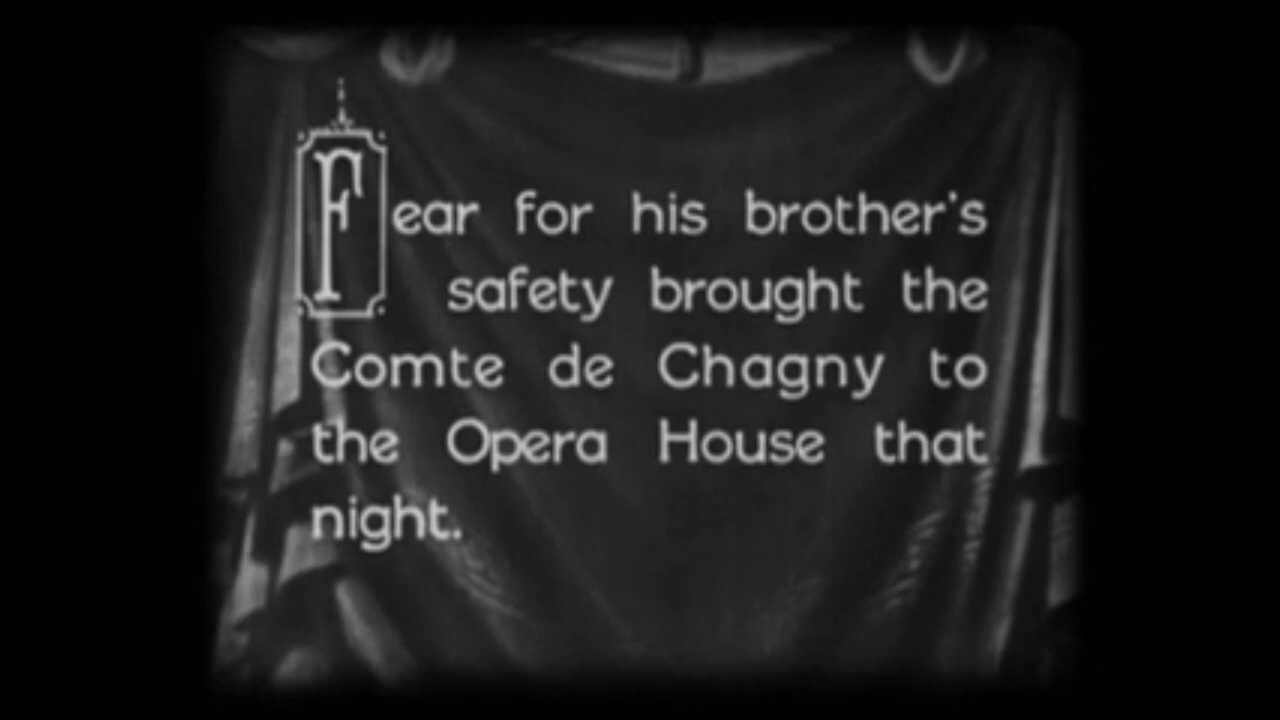 Fear for his brother's
safety brought the
Comte de Chagny to
the Opera House that
night.